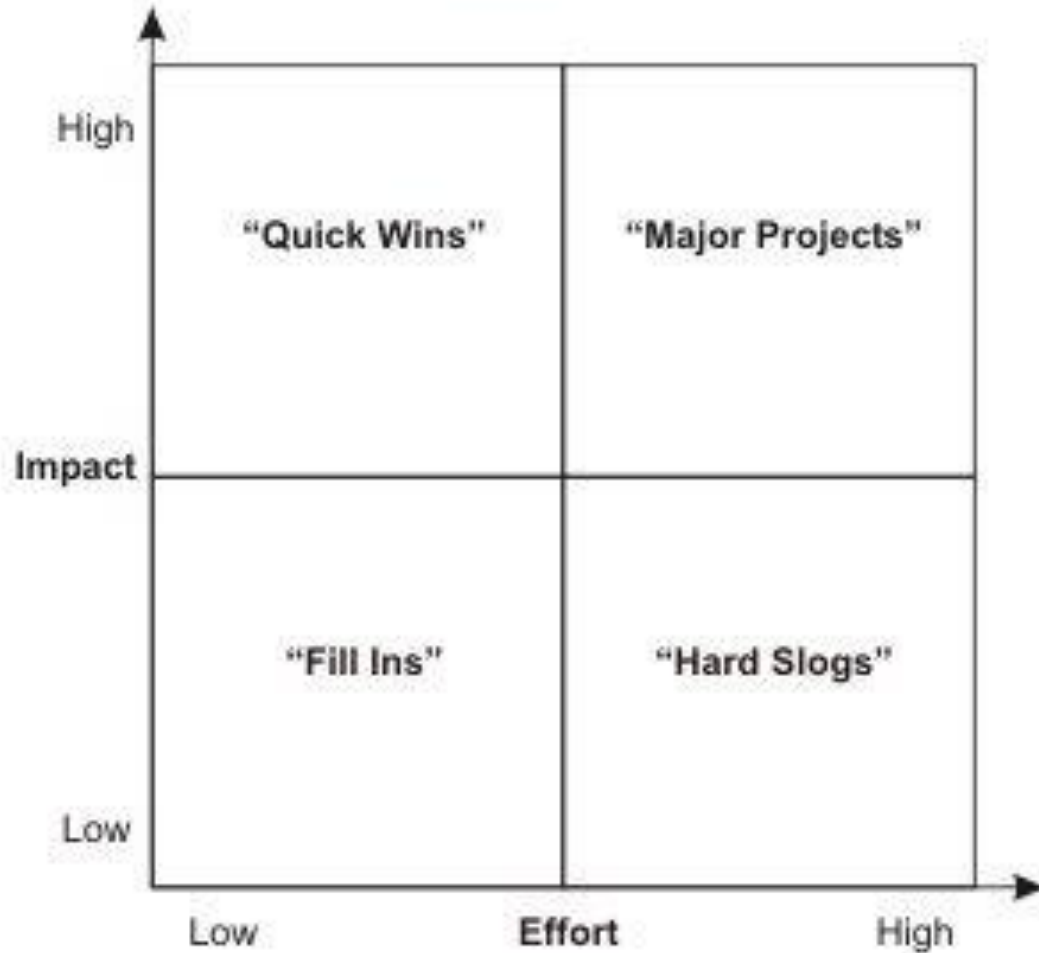 High
“Quick Wins” “Major Projects”
Impact
“Fill Ins” “Hard Slogs”
Low
Low Effort High